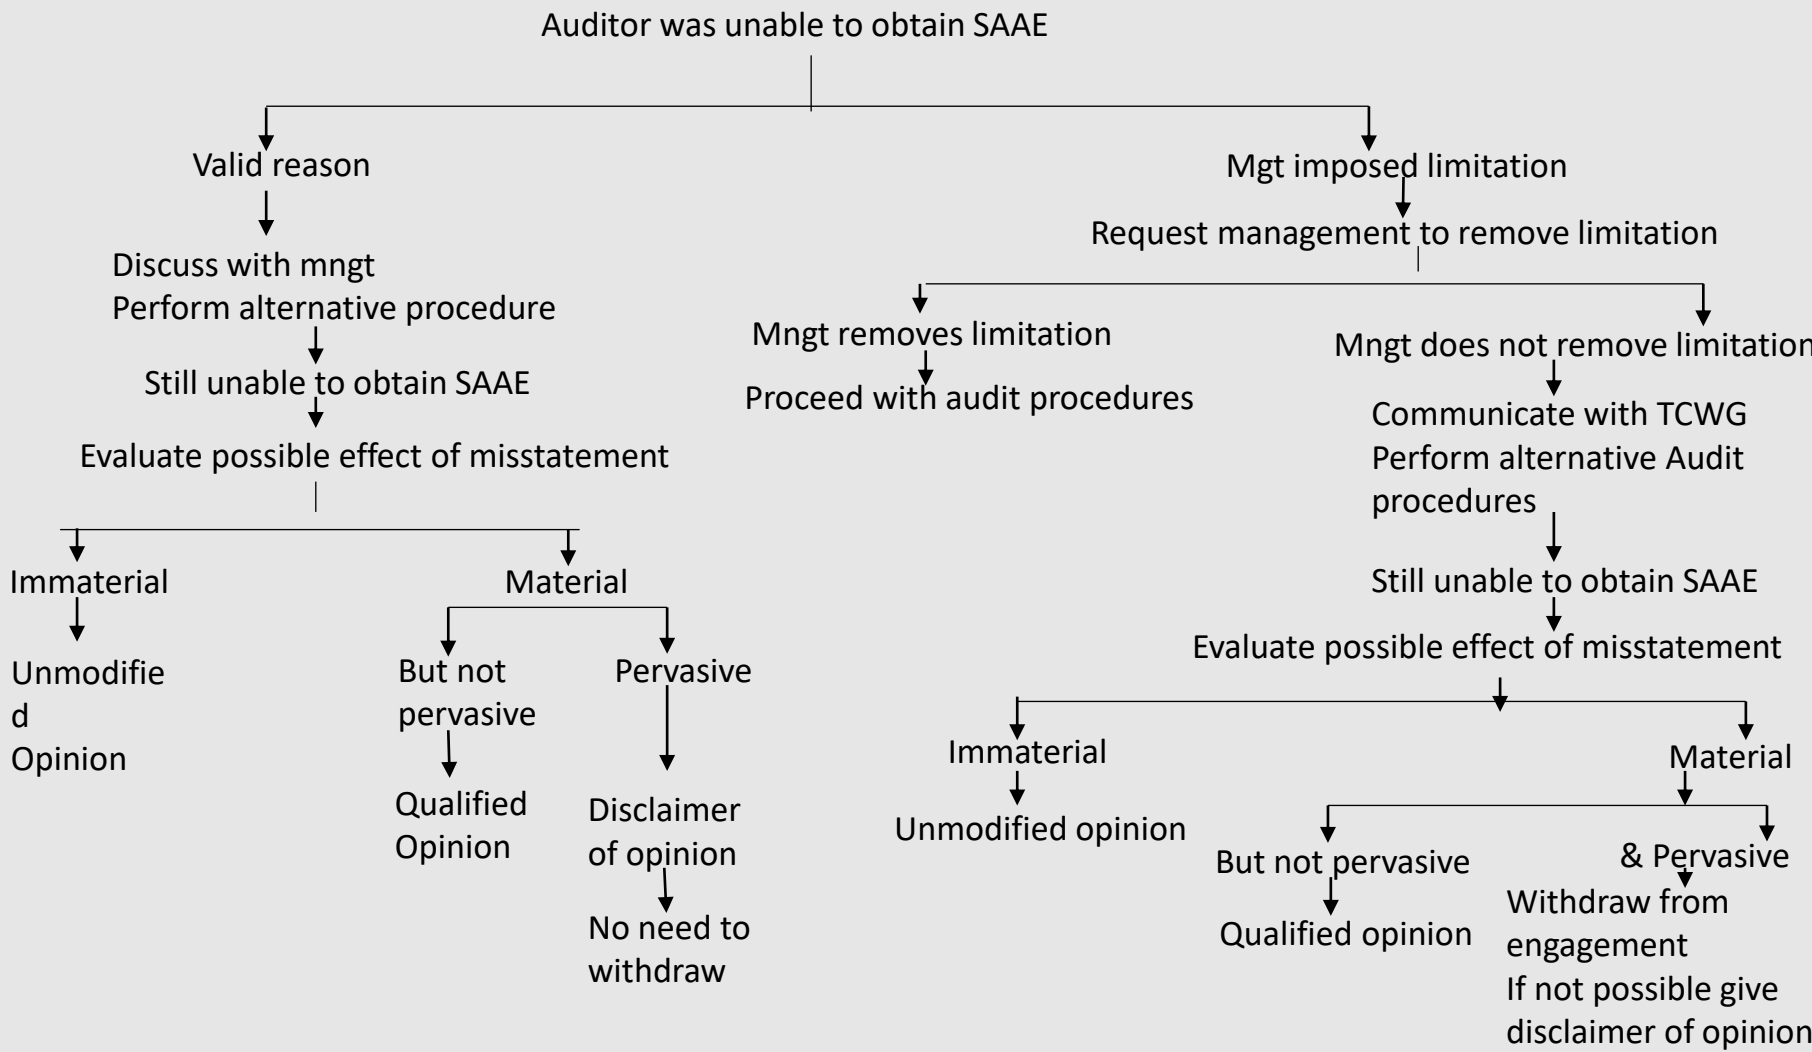 Auditor was unable to obtain SAAE
Valid reason
Discuss with mngt
Perform alternative procedure
Still unable to obtain SAAE
Evaluate possible effect of misstatement
Immaterial
Unmodifie
d
Opinion
Material
But not
pervasive
Qualified
Opinion
Pervasive
Disclaimer
of opinion
No need to
withdraw
Mgt imposed limitation
Request management to remove limitation
Mngt removes limitation
Proceed with audit procedures
Mngt does not remove limitation
Communicate with TCWG
Perform alternative Audit
procedures
Still unable to obtain SAAE
Evaluate possible effect of misstatement
Immaterial
Unmodified opinion
Material
But not pervasive
Qualified opinion
& Pervasive
Withdraw from
engagement
If not possible give
disclaimer of opinion